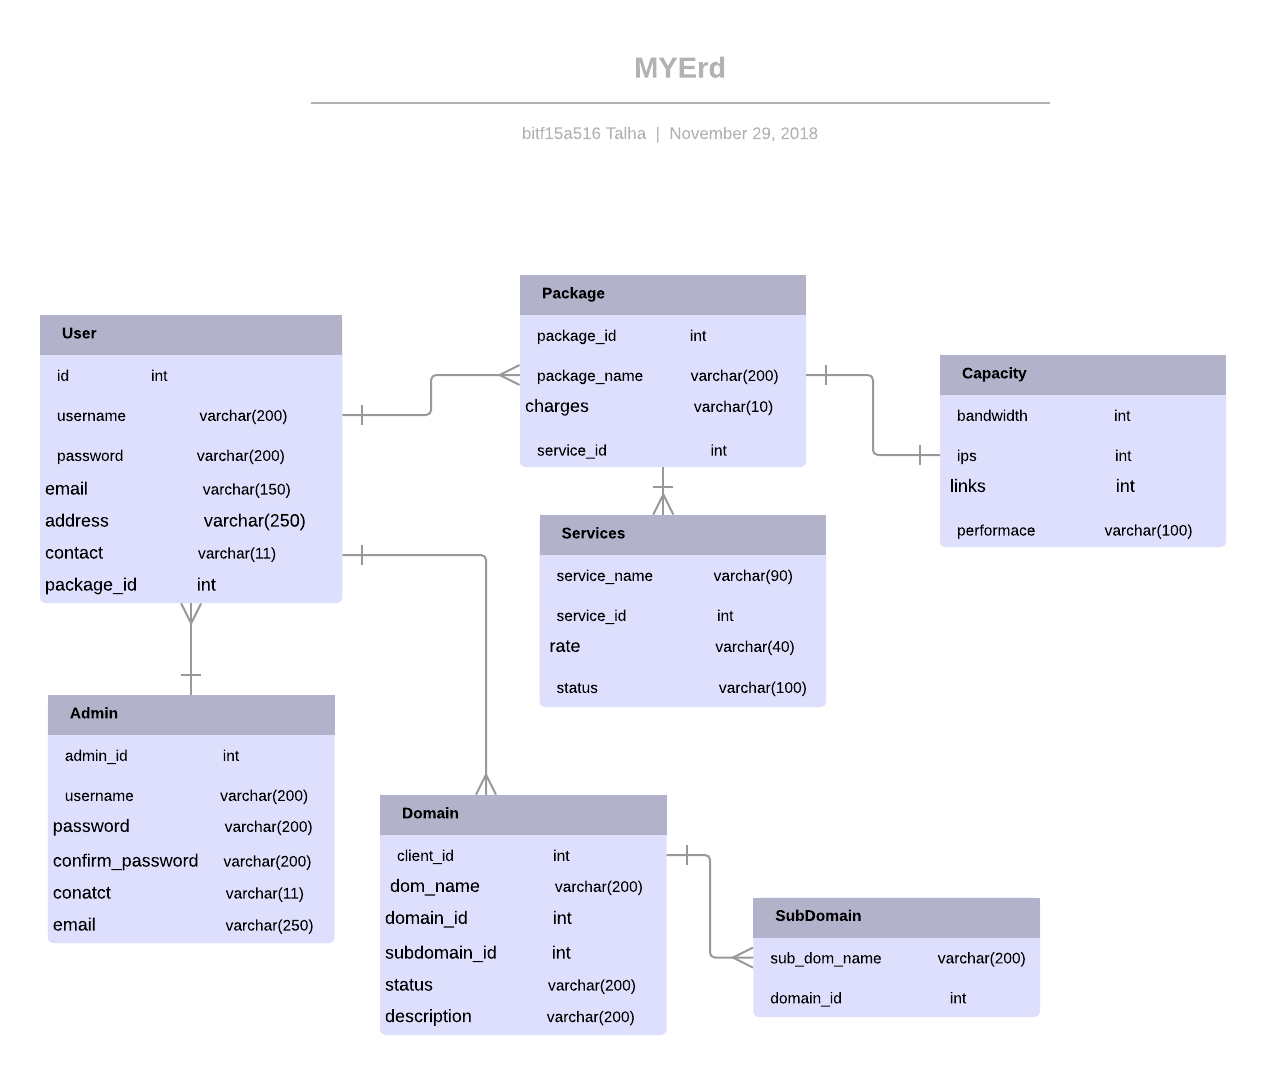 MYErd
bitf15a516 Talha | November 29, 2018
User
id int
username varchar(200)
password varchar(200)
email varchar(150)
address varchar(250)
contact varchar(11)
package_id int
Package
package_id int
package_name varchar(200)
charges varchar(10)
service_id int
Capacity
bandwidth int
ips int
links int
performace varchar(100)
Services
service_name varchar(90)
service_id int
rate varchar(40)
status varchar(100)
Admin
admin_id int
username varchar(200)
password varchar(200)
confirm_password varchar(200)
conatct varchar(11)
email varchar(250)
Domain
client_id int
dom_name varchar(200)
domain_id int
subdomain_id int
status varchar(200)
description varchar(200)
SubDomain
sub_dom_name varchar(200)
domain_id int